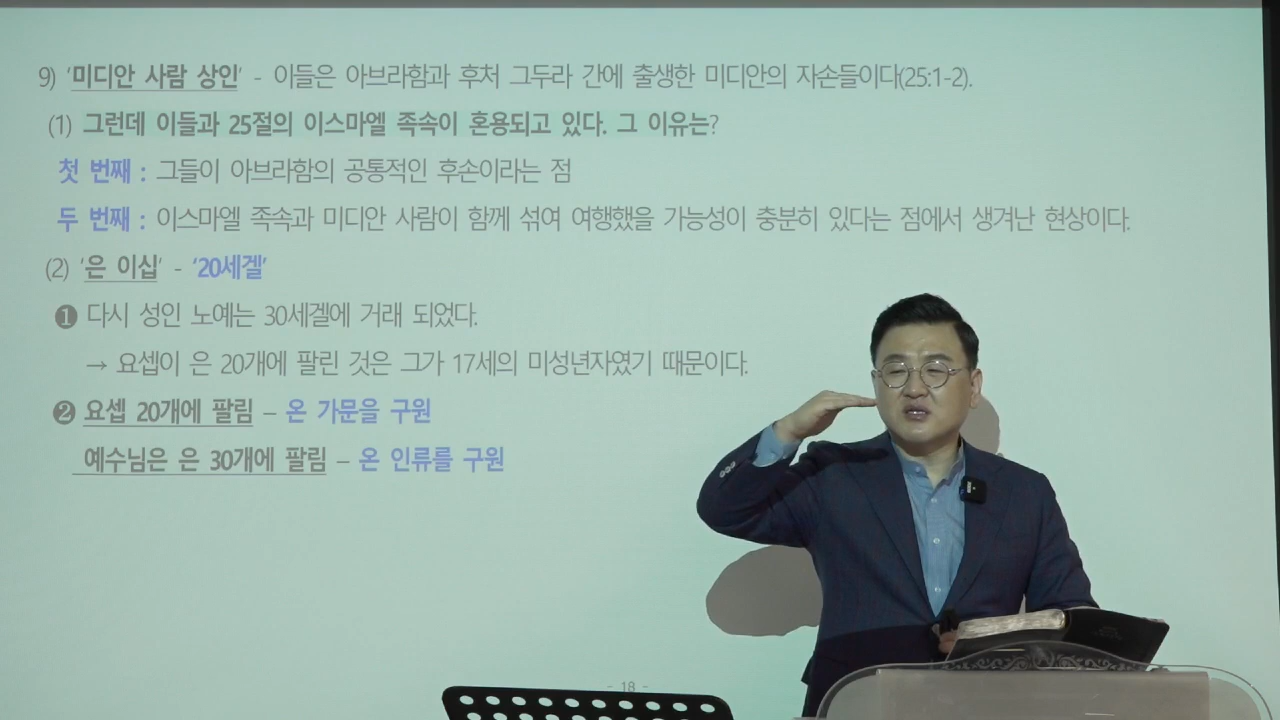 9) '미디안 사람 상인' - 이들은 아브라함과 후처 그두라 간에 출생한 미디안의 자손들이다(25:1-2).
(1) 그런데 이들과 25절의 이스마엘 족속이 혼용되고 있다. 그 이유는?
첫 번째 : 그들이 아브라함의 공통적인 후손이라는 점
두 번째 : 이스마엘 족속과 미디안 사람이 함께 섞여 여행했을 가능성이 충분히 있다는 점에서 생겨난 현상이다.
(2) '은 이십' - '20세겔'
❶ 다시 성인 노예는 30세겔에 거래 되었다.
→ 요셉이 은 20개에 팔린 것은 그가 17세의 미성년자였기 때문이다.
❷ 요셉 20개에 팔림 – 온 가문을 구원
예수님은 은 30개에 팔림 – 온 인류를 구원
- 18 -